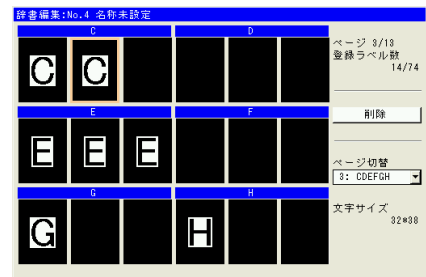 辞書編集:No.4 名称未設定
C D
C C
E F
E E E
G H
G H
ページ 3/13
登録ラベル数
14/74
削除
ページ切替
3: CDEFGH
文字サイズ
32*38